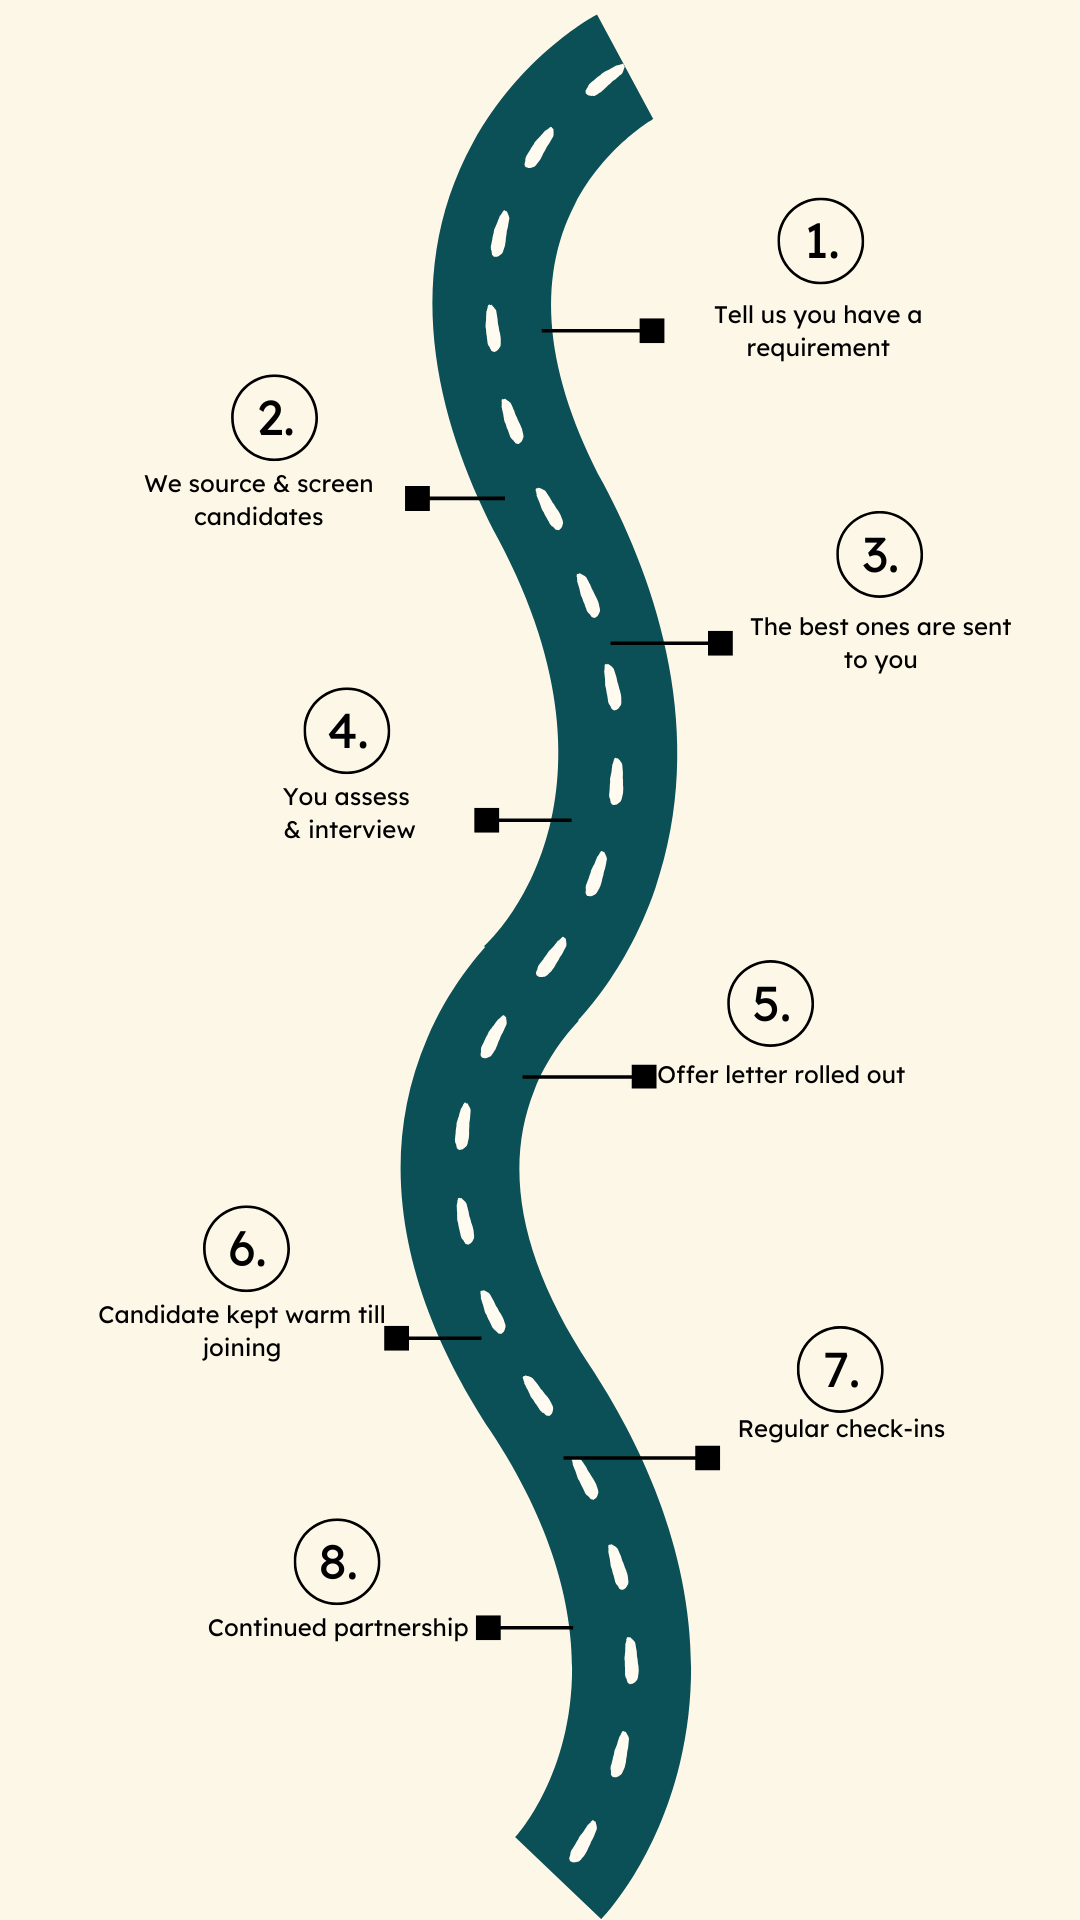 1.
Tell us you have a
requirement
2.
We source & screen
candidates
3.
The best ones are sent
to you
4.
You assess
& interview
5.
Offer letter rolled out
6.
Candidate kept warm till
joining
7.
Regular check-ins
8.
Continued partnership